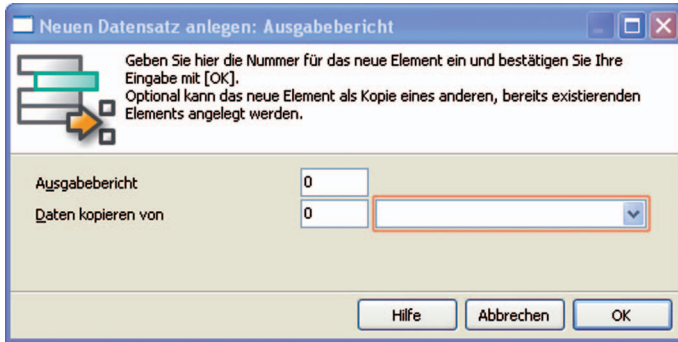 Neuen Datensatz anlegen: Ausgabebericht
Geben Sie hier die Nummer für das neue Element ein und bestätigen Sie Ihre
Eingabe mit [OK].
Optional kann das neue Element als Kopie eines anderen, bereits existierenden
Elements angelegt werden.
Ausgabebericht 0
Daten kopieren von 0
Hilfe Abbrechen OK